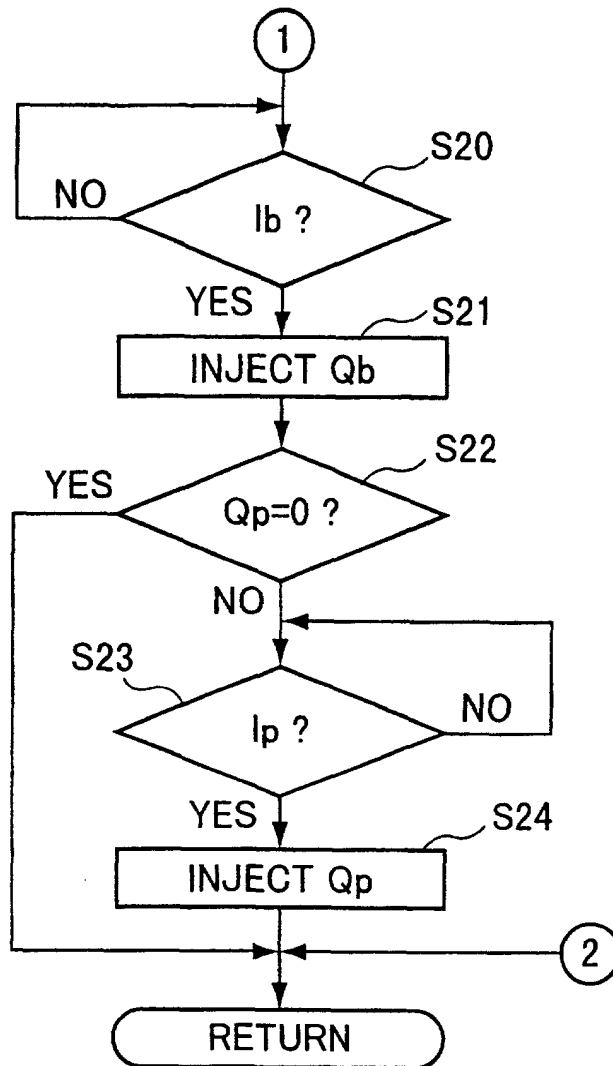 1
S20
NO
Ib ?
YES
S21
INJECT Qb
S22
YES
Qp=0 ?
NO
S23
Ip ?
NO
YES
S24
INJECT Qp
2
RETURN